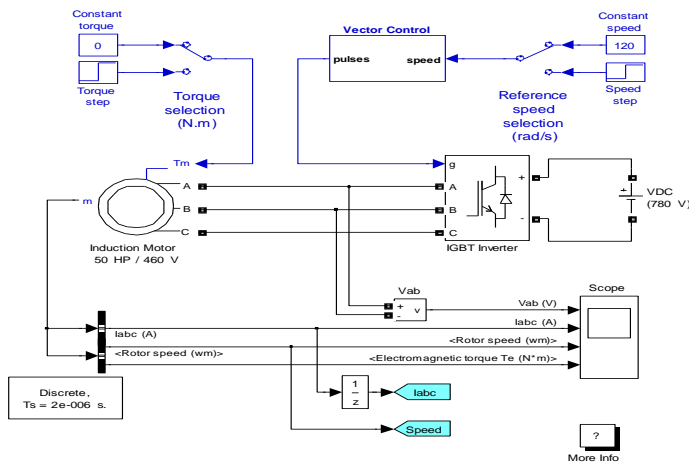 Constant
torque
0
Torque
step
Torque
selection
(N.m)
Vector Control
pulses
speed
Constant
speed
120
Speed
step
Reference
speed
selection
(rad/s)
Tm
m
A
B
C
Induction Motor
50 HP / 460 V
g
A
B
C
+
-
IGBT Inverter
+
VDC
(780 V)
Vab
+
-
v
Scope
Vab (V)
Iabc (A)
<Rotor speed (wm)>
<Electromagnetic torque Te (N*m)>
Iabc (A)
<Rotor speed (wm)>
Discrete,
Ts = 2e-006 s.
1
z
Iabc
Speed
?
More Info